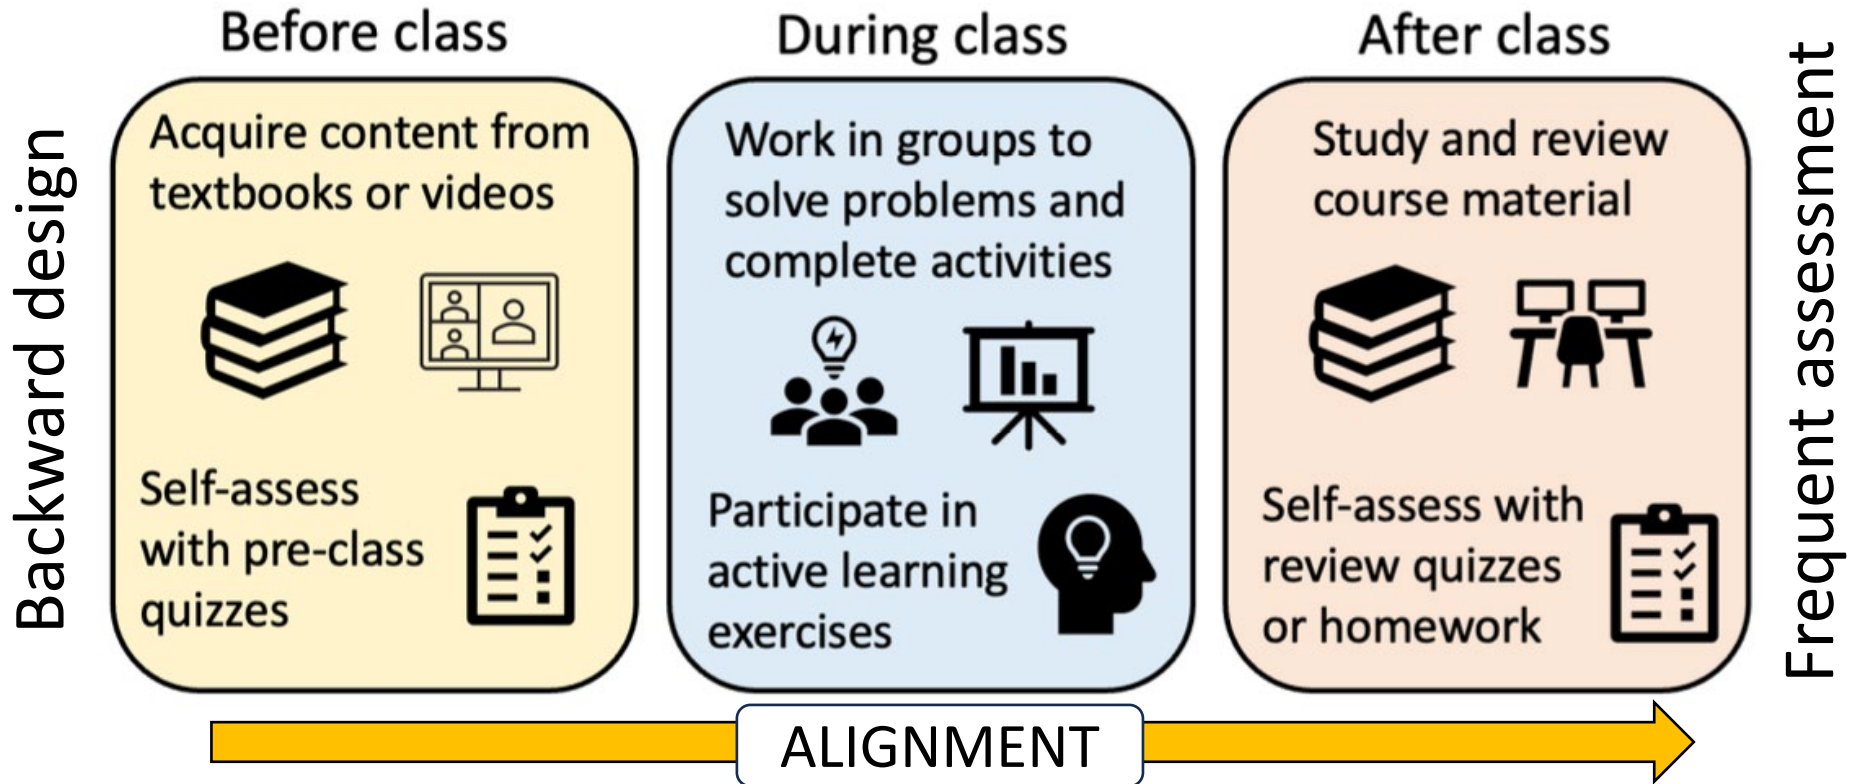 Backward design
Before class
Acquire content from
textbooks or videos
Self-assess
with pre-class
quizzes
During class
Work in groups to
solve problems and
complete activities
Participate in
active learning
exercises
After class
Study and review
course material
Self-assess with
review quizzes
or homework
Frequent assessment
ALIGNMENT